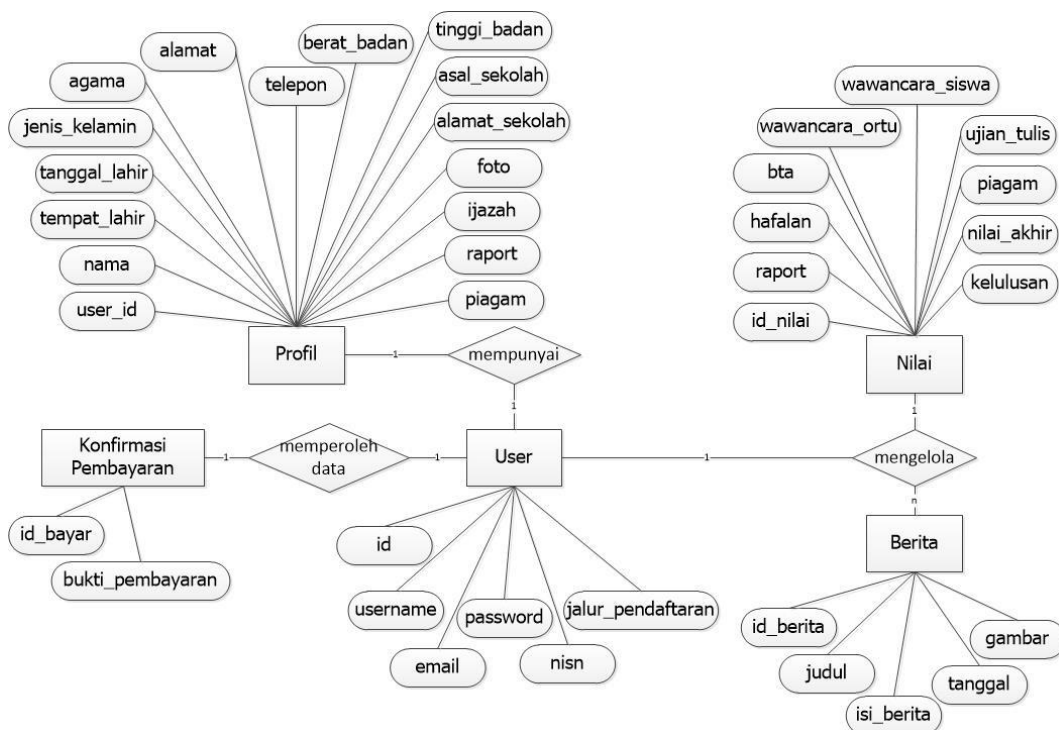 tinggi_badan
berat_badan
alamat
asal_sekolah
agama
telepon
alamat_sekolah
jenis_kelamin
foto
tanggal_lahir
ijazah
tempat_lahir
raport
nama
piagam
user_id
Profil
1
mempunyai
1
wawancara_siswa
wawancara_ortu
ujian_tulis
bta
piagam
hafalan
nilai_akhir
raport
kelulusan
id_nilai
Nilai
1
Konfirmasi
Pembayaran
1
memperoleh
data
1
User
1
mengelola
n
id_bayar
bukti_pembayaran
id
username
password
jalur_pendaftaran
email
nisn
Berita
id_berita
gambar
judul
tanggal
isi_berita